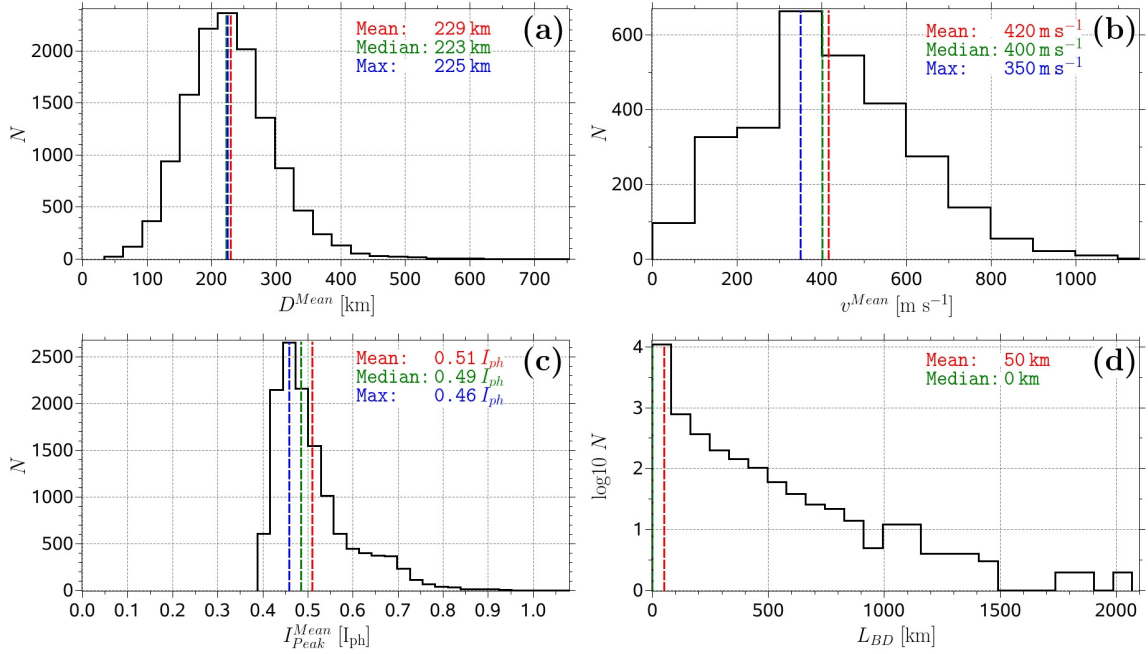 (a)
Mean: 229 km
Median: 223 km
Max: 225 km
2000
1500
1000
500
0
N
0 100 200 300 400 500 600 700
D^Mean [km]
(b)
Mean: 420 m s⁻¹
Median: 400 m s⁻¹
Max: 350 m s⁻¹
600
400
200
0
N
0 200 400 600 800 1000
v^Mean [m s⁻¹]
(c)
Mean: 0.51 I_ph
Median: 0.49 I_ph
Max: 0.46 I_ph
2500
2000
1500
1000
500
0
N
0.0 0.1 0.2 0.3 0.4 0.5 0.6 0.7 0.8 0.9 1.0
I_Peak^Mean [I_ph]
(d)
Mean: 50 km
Median: 0 km
4
3
2
1
0
log10 N
0 500 1000 1500 2000
L_BD [km]